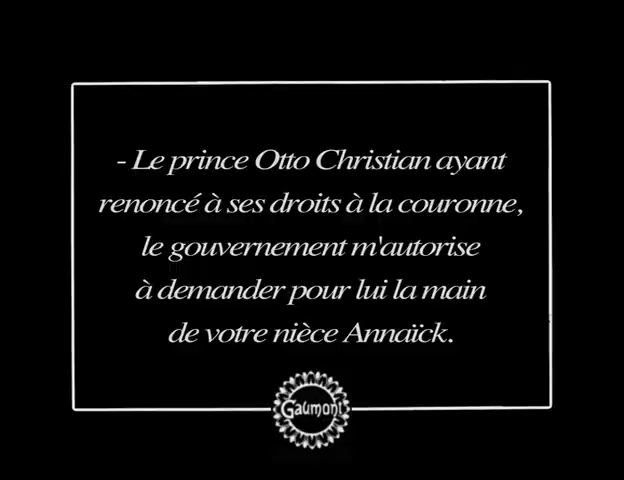 - Le prince Otto Christian ayant
renoncé à ses droits à la couronne,
le gouvernement m'autorise
à demander pour lui la main
de votre nièce Annaïck.
Gaumont